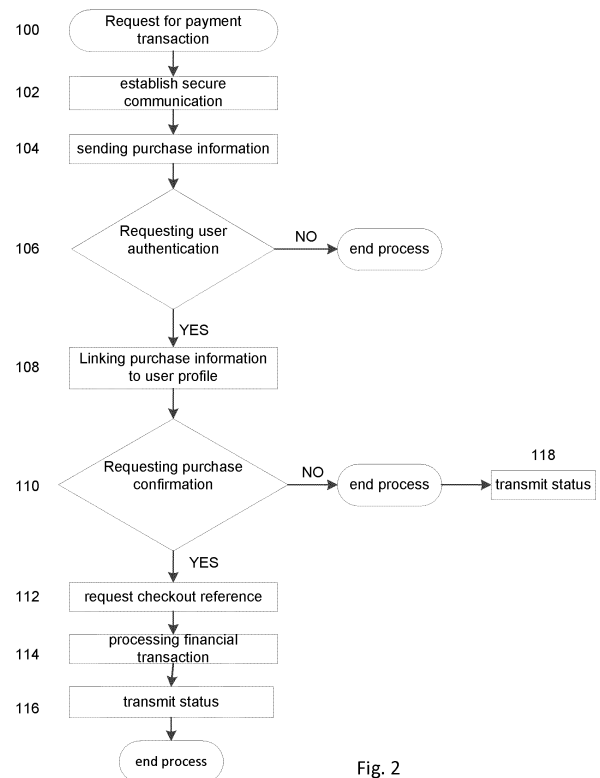 100
Request for payment
transaction
102
establish secure
communication
104
sending purchase information
106
Requesting user
authentication
NO
end process
YES
108
Linking purchase information
to user profile
110
Requesting purchase
confirmation
NO
end process
118
transmit status
YES
112
request checkout reference
114
processing financial
transaction
116
transmit status
end process
Fig. 2